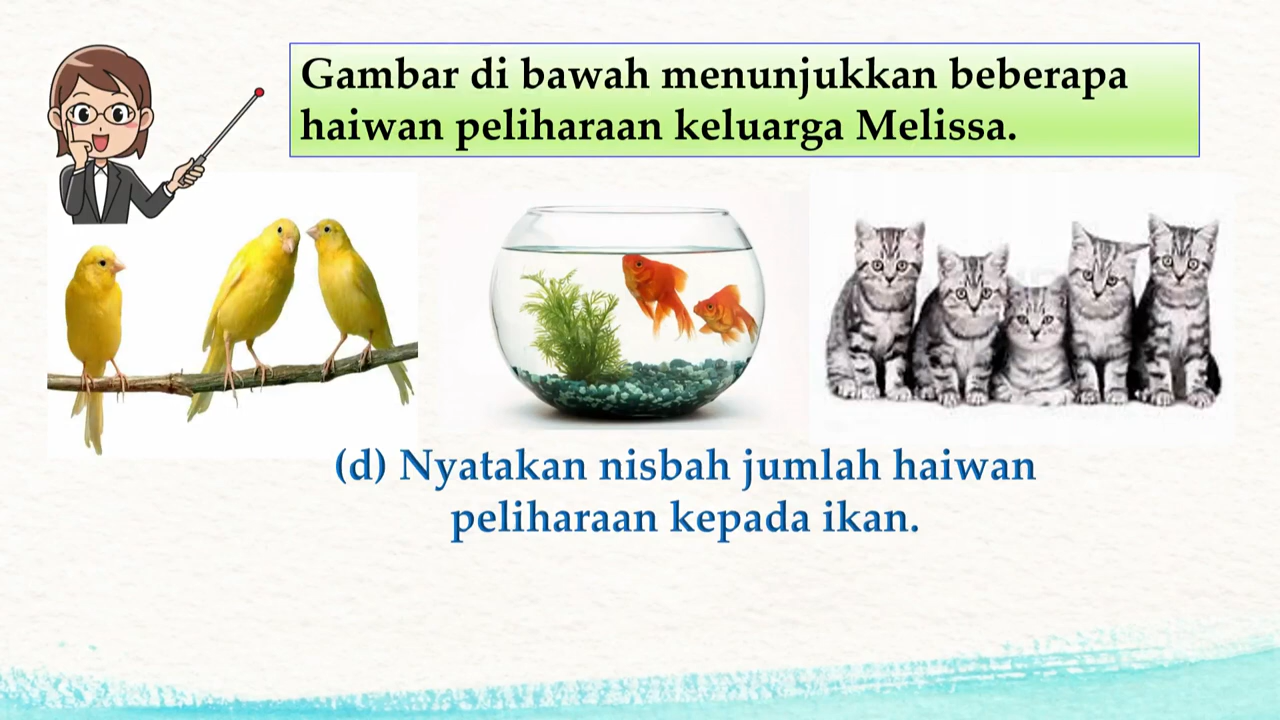 Gambar di bawah menunjukkan beberapa
haiwan peliharaan keluarga Melissa.
(d) Nyatakan nisbah jumlah haiwan
peliharaan kepada ikan.